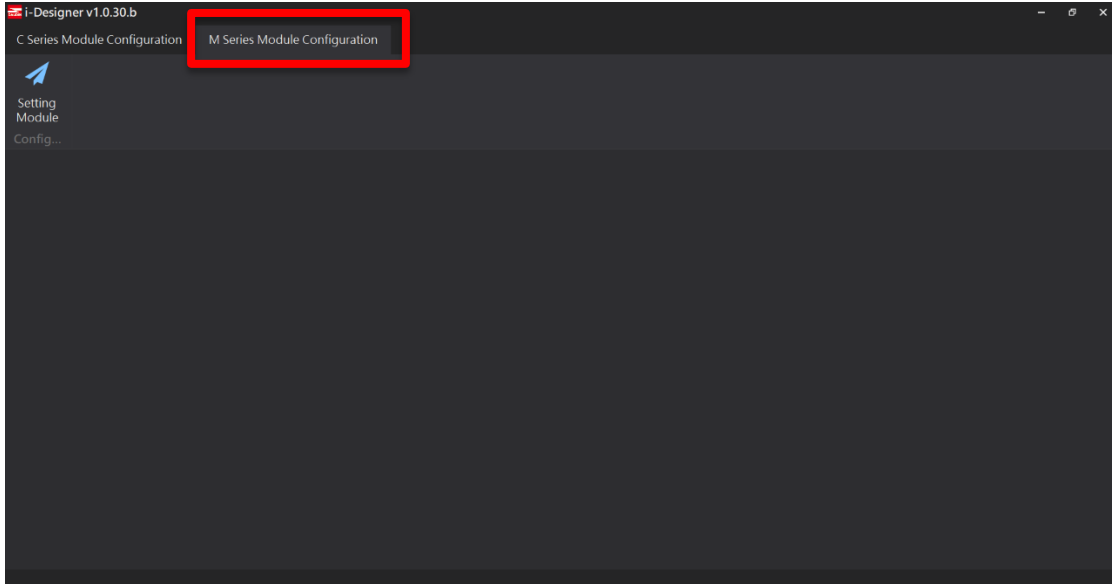 i-Designer v1.0.30.b
C Series Module Configuration
M Series Module Configuration
Setting
Module
Config...